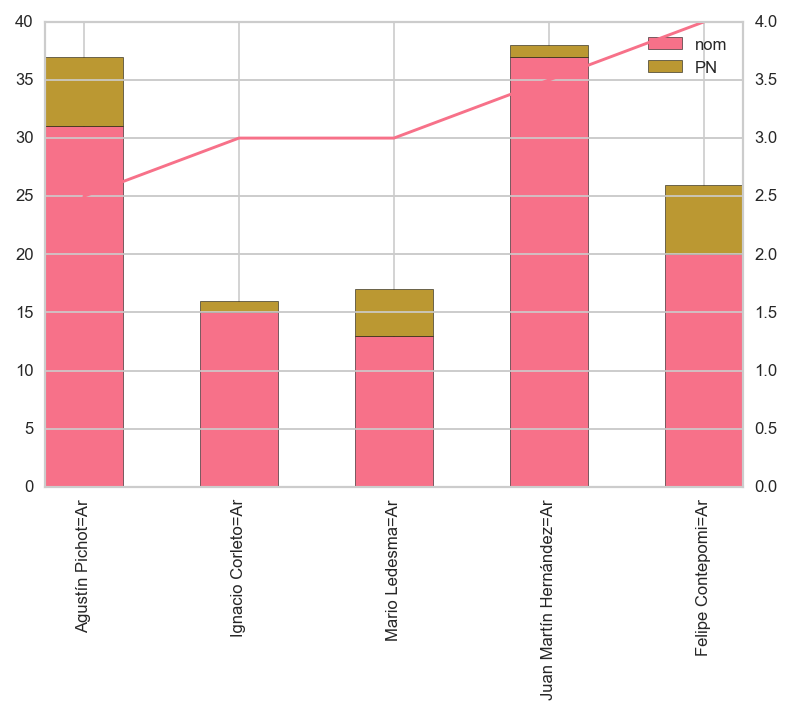 40
35
30
25
20
15
10
5
0
4.0
3.5
3.0
2.5
2.0
1.5
1.0
0.5
0.0
nom
PN
Agustín Pichot=Ar
Ignacio Corleto=Ar
Mario Ledesma=Ar
Juan Martín Hernández=Ar
Felipe Contepomi=Ar